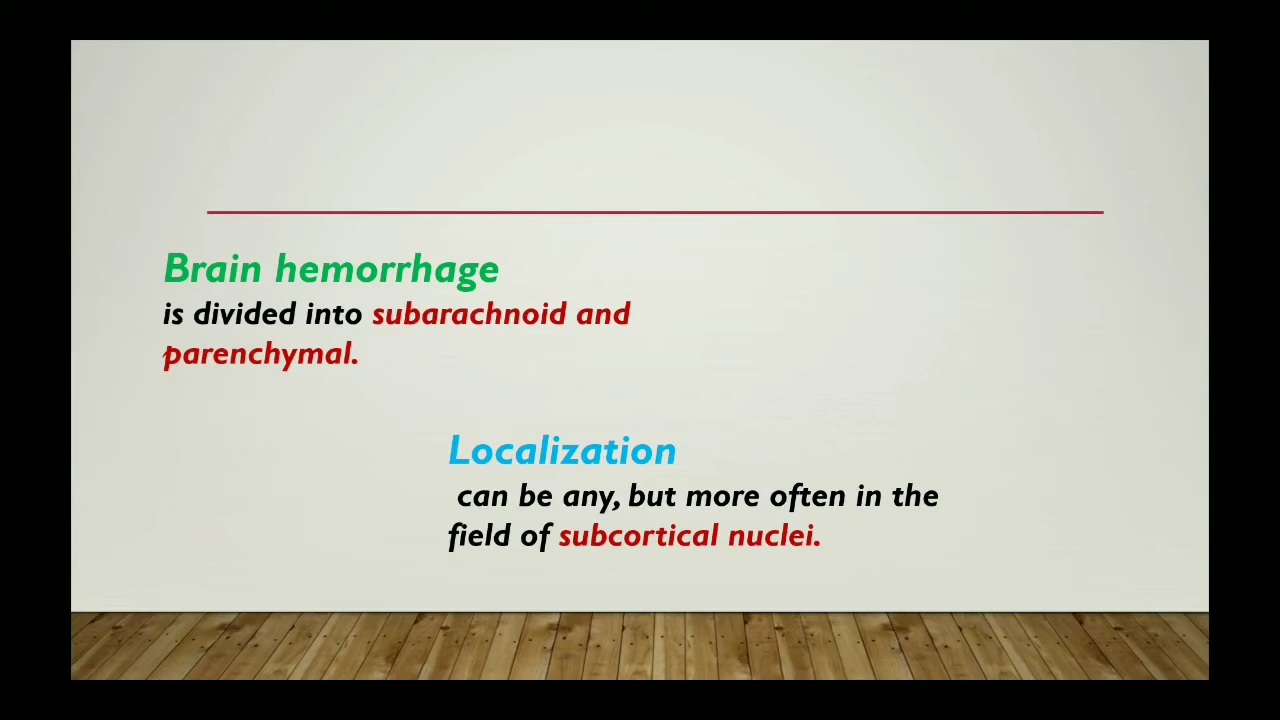 Brain hemorrhage
is divided into subarachnoid and
parenchymal.
Localization
can be any, but more often in the
field of subcortical nuclei.